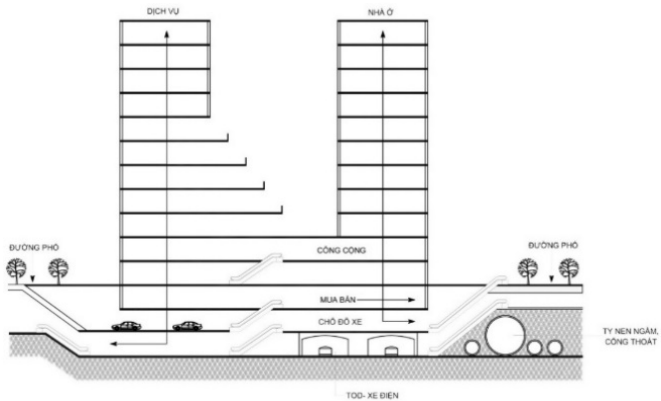 DỊCH VỤ
NHÀ Ở
ĐƯỜNG PHỐ
CÔNG CỘNG
ĐƯỜNG PHỐ
MUA BÁN
CHỖ ĐỖ XE
TY NEN NGẦM,
CỐNG THOÁT
TOD- XE ĐIỆN